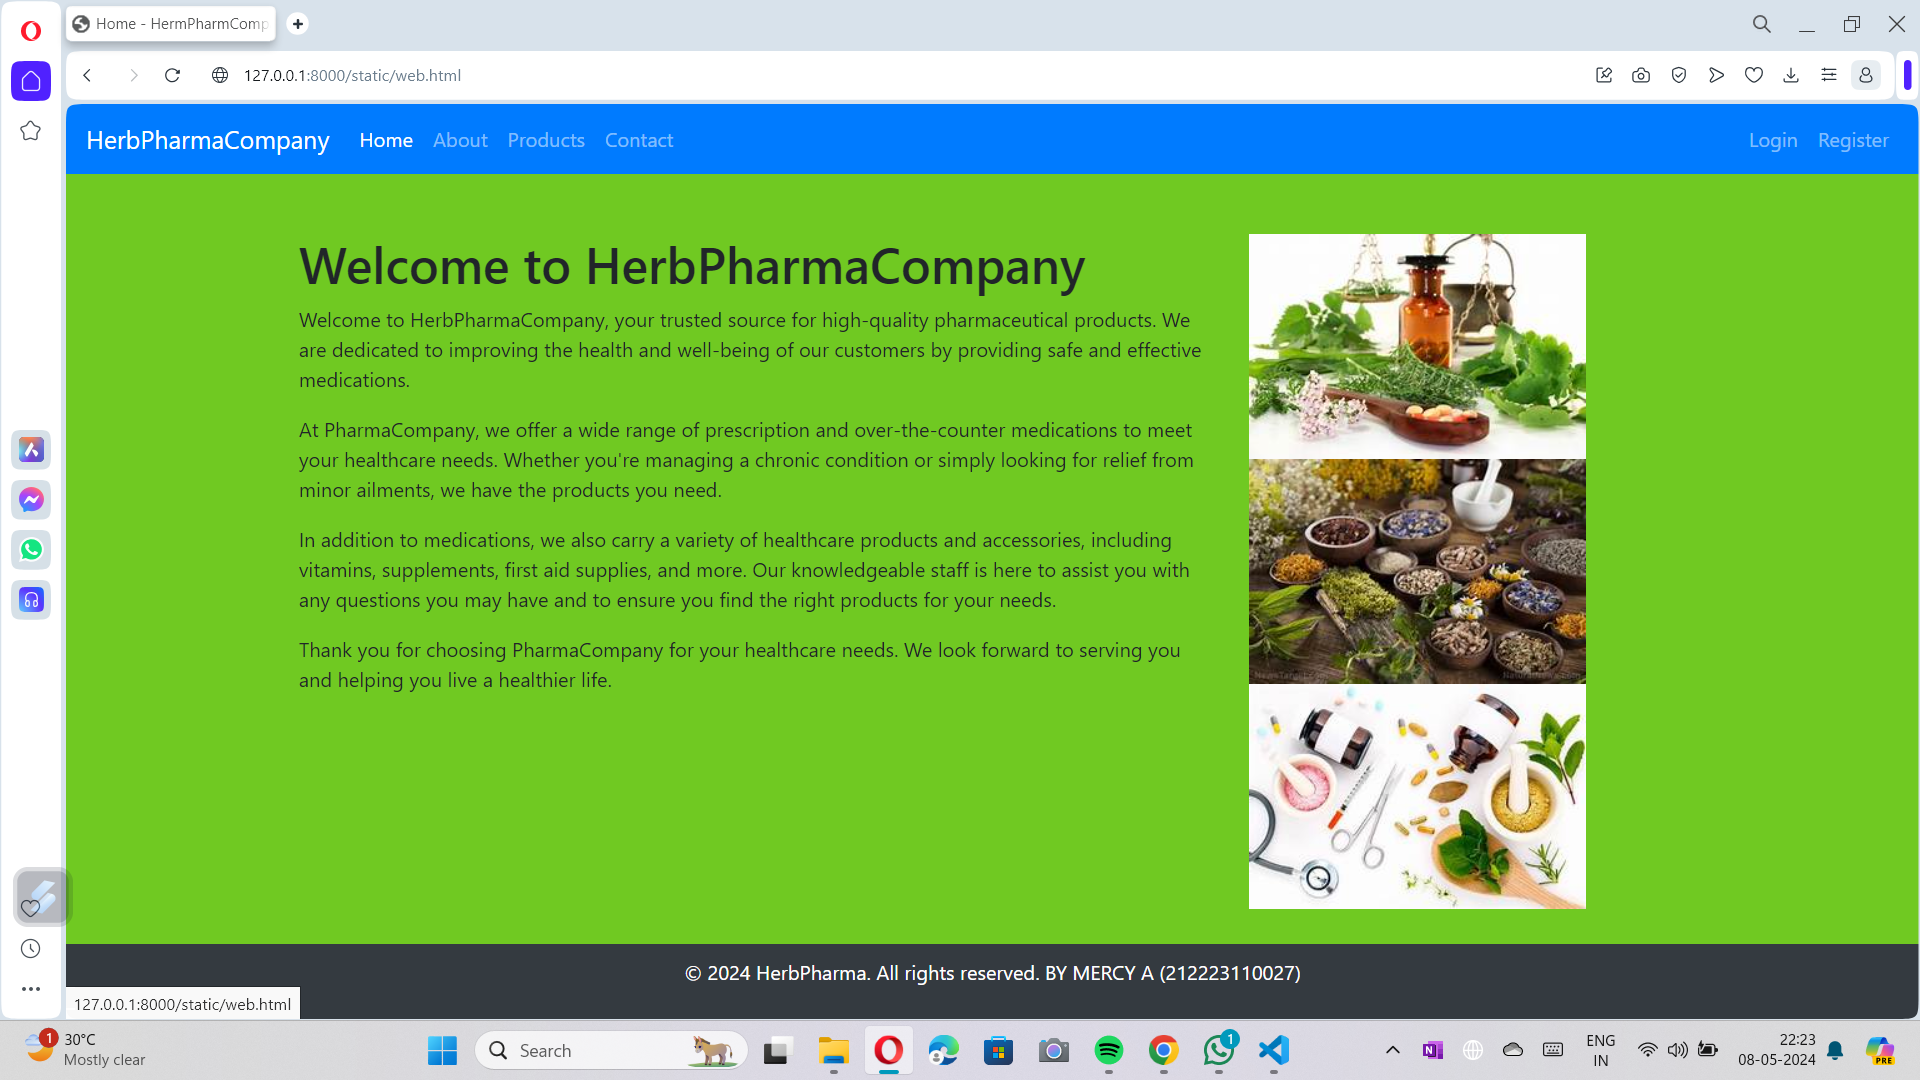 Home - HermPharmComp
127.0.0.1:8000/static/web.html
HerbPharmaCompany Home About Products Contact Login Register
Welcome to HerbPharmaCompany
Welcome to HerbPharmaCompany, your trusted source for high-quality pharmaceutical products. We
are dedicated to improving the health and well-being of our customers by providing safe and effective
medications.
At PharmaCompany, we offer a wide range of prescription and over-the-counter medications to meet
your healthcare needs. Whether you're managing a chronic condition or simply looking for relief from
minor ailments, we have the products you need.
In addition to medications, we also carry a variety of healthcare products and accessories, including
vitamins, supplements, first aid supplies, and more. Our knowledgeable staff is here to assist you with
any questions you may have and to ensure you find the right products for your needs.
Thank you for choosing PharmaCompany for your healthcare needs. We look forward to serving you
and helping you live a healthier life.
© 2024 HerbPharma. All rights reserved. BY MERCY A (212223110027)
127.0.0.1:8000/static/web.html
1
30°C
Mostly clear
Search
1
ENG
IN
22:23
08-05-2024
PRE